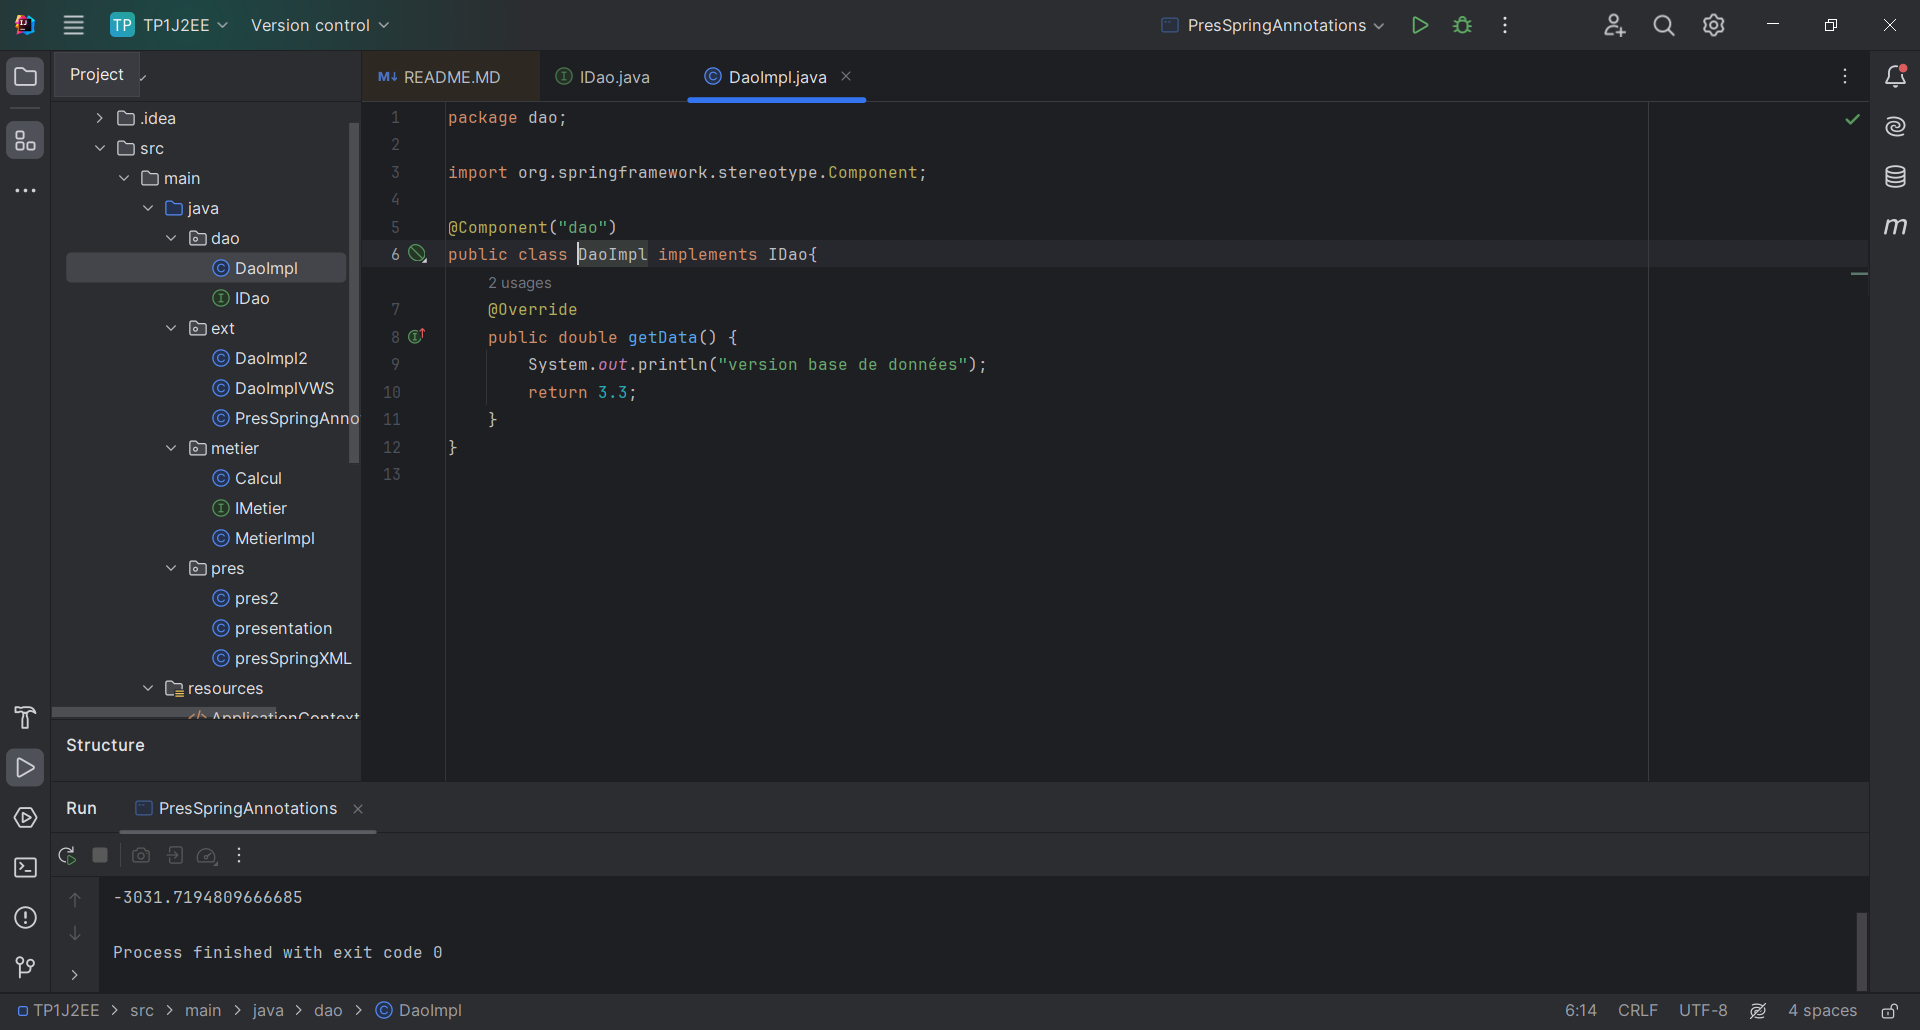 TP TP1J2EE Version control PresSpringAnnotations
Project
README.MD IDao.java DaoImpl.java
.idea
src
main
java
dao
DaoImpl
IDao
ext
DaoImpl2
DaoImplVWS
PresSpringAnno
metier
Calcul
IMetier
MetierImpl
pres
pres2
presentation
presSpringXML
resources
ApplicationContext
Structure
1 package dao;
2
3 import org.springframework.stereotype.Component;
4
5 @Component("dao")
6 public class DaoImpl implements IDao{
2 usages
7 @Override
8 public double getData() {
9 System.out.println("version base de données");
10 return 3.3;
11 }
12 }
13
Run PresSpringAnnotations
-3031.7194809666685
Process finished with exit code 0
TP1J2EE > src > main > java > dao > DaoImpl 6:14 CRLF UTF-8 4 spaces